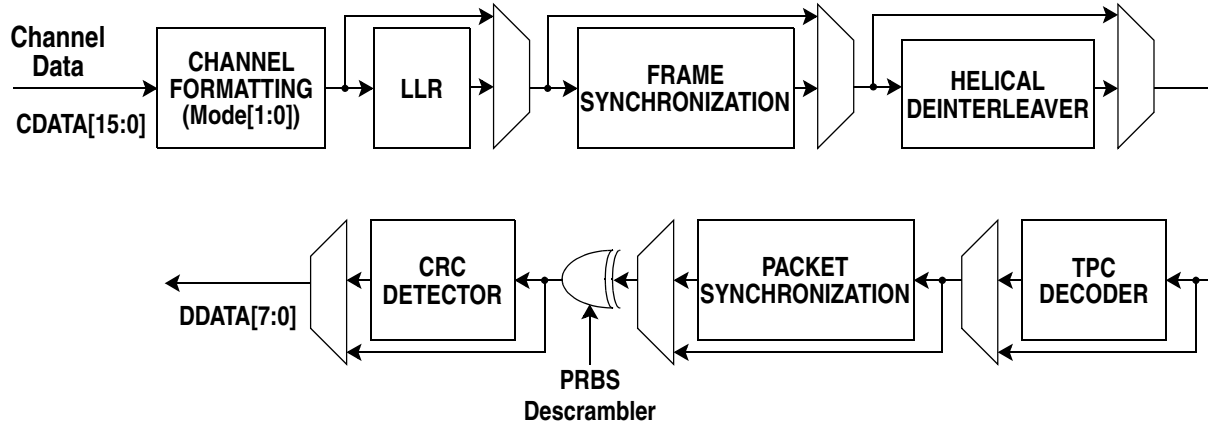 Channel
Data
CDATA[15:0]
CHANNEL
FORMATTING
(Mode[1:0])
LLR
FRAME
SYNCHRONIZATION
HELICAL
DEINTERLEAVER
DDATA[7:0]
CRC
DETECTOR
PRBS
Descrambler
PACKET
SYNCHRONIZATION
TPC
DECODER